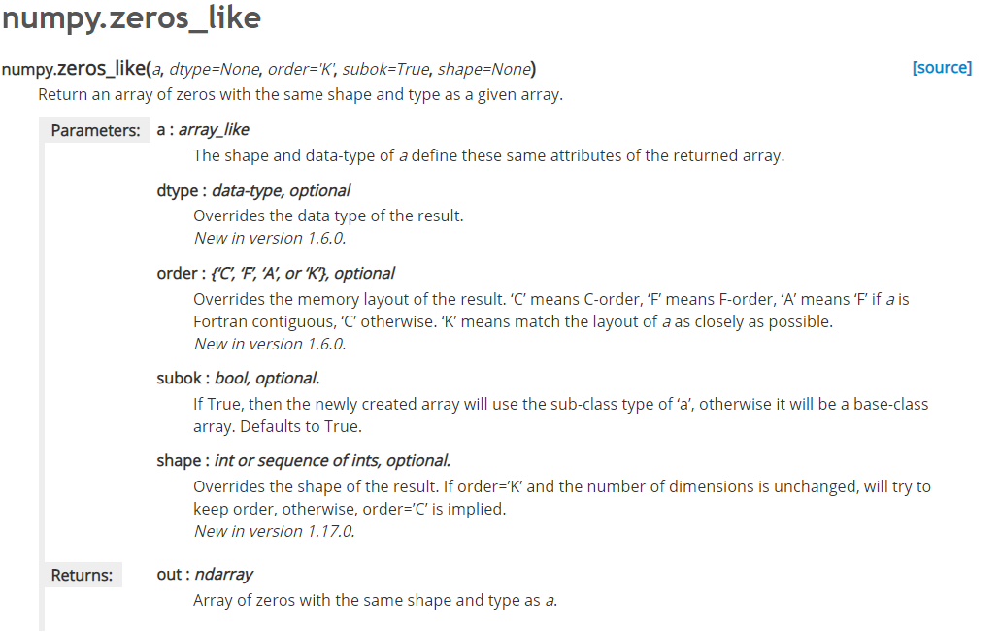 numpy.zeros_like
numpy.zeros_like(a, dtype=None, order='K', subok=True, shape=None) [source]
Return an array of zeros with the same shape and type as a given array.
Parameters: a : array_like
The shape and data-type of a define these same attributes of the returned array.
dtype : data-type, optional
Overrides the data type of the result.
New in version 1.6.0.
order : {‘C’, ‘F’, ‘A’, or ‘K’}, optional
Overrides the memory layout of the result. ‘C’ means C-order, ‘F’ means F-order, ‘A’ means ‘F’ if a is
Fortran contiguous, ‘C’ otherwise. ‘K’ means match the layout of a as closely as possible.
New in version 1.6.0.
subok : bool, optional.
If True, then the newly created array will use the sub-class type of ‘a’, otherwise it will be a base-class
array. Defaults to True.
shape : int or sequence of ints, optional.
Overrides the shape of the result. If order=’K’ and the number of dimensions is unchanged, will try to
keep order, otherwise, order=’C’ is implied.
New in version 1.17.0.
Returns: out : ndarray
Array of zeros with the same shape and type as a.